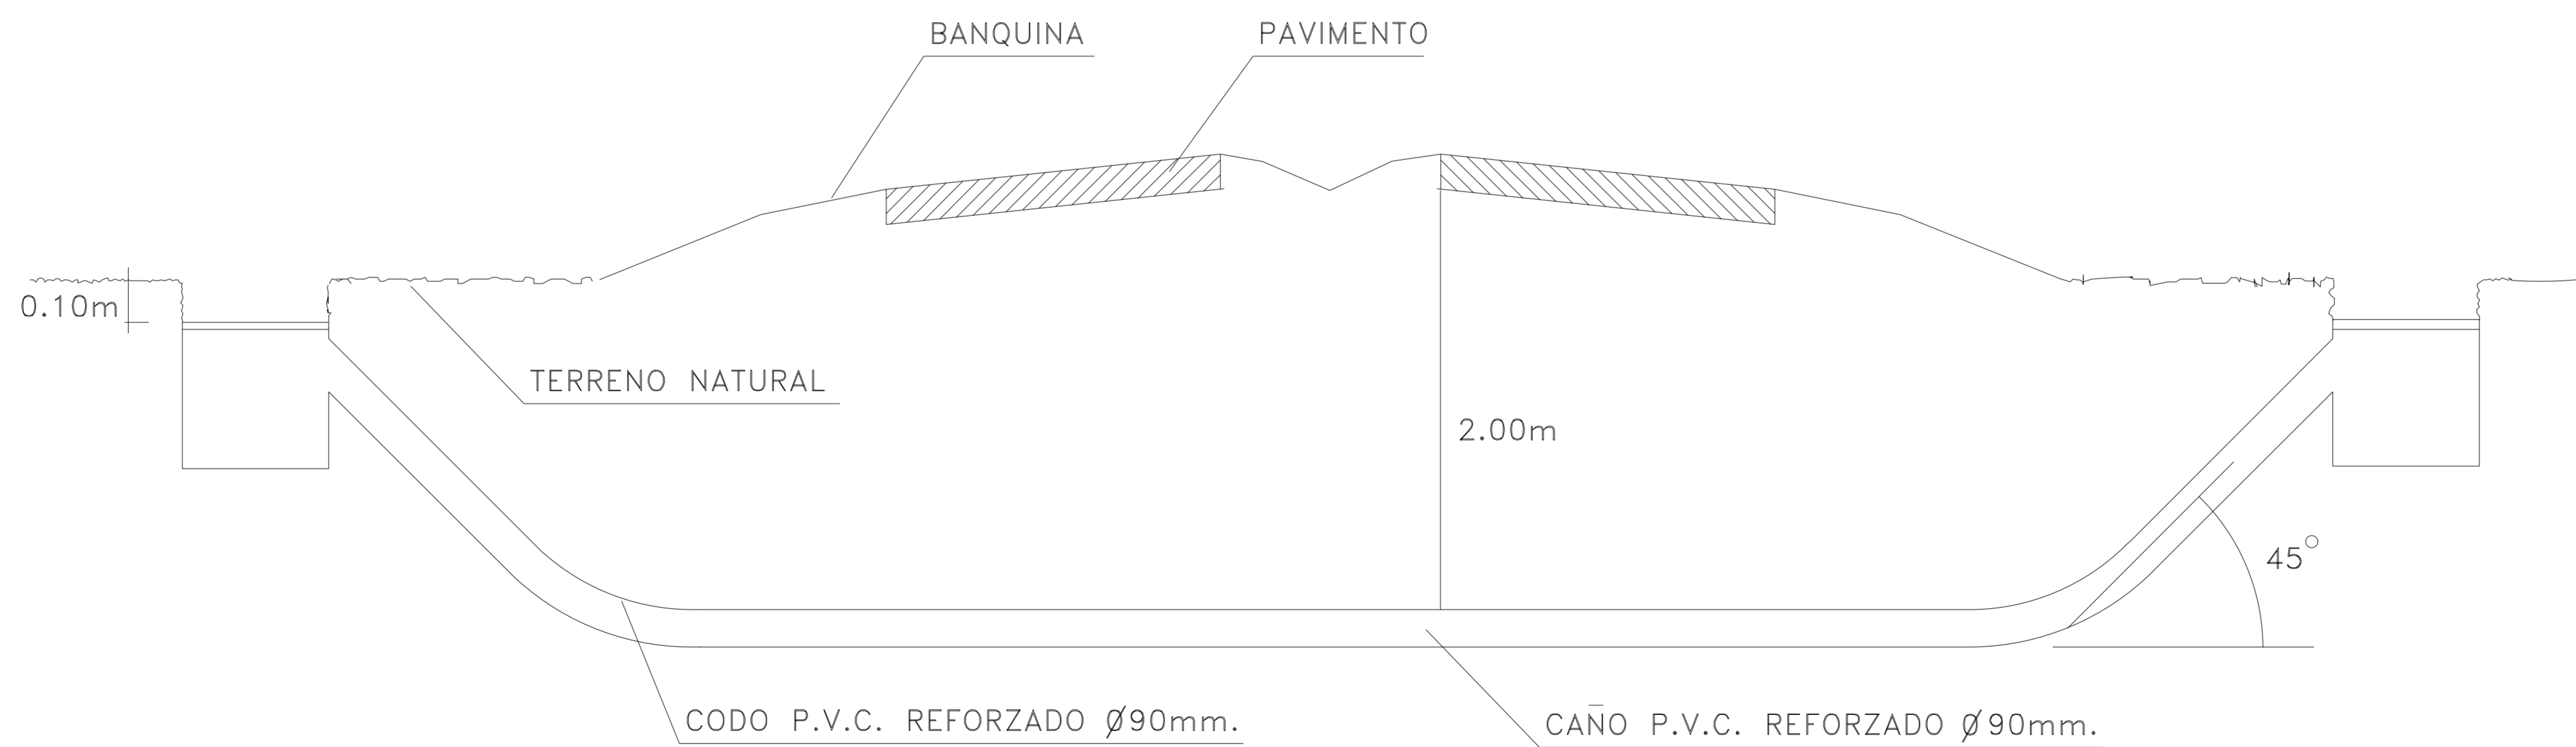 BANQUINA
PAVIMENTO
0.10m
TERRENO NATURAL
2.00m
45°
CODO P.V.C. REFORZADO Ø90mm.
CAÑO P.V.C. REFORZADO Ø90mm.